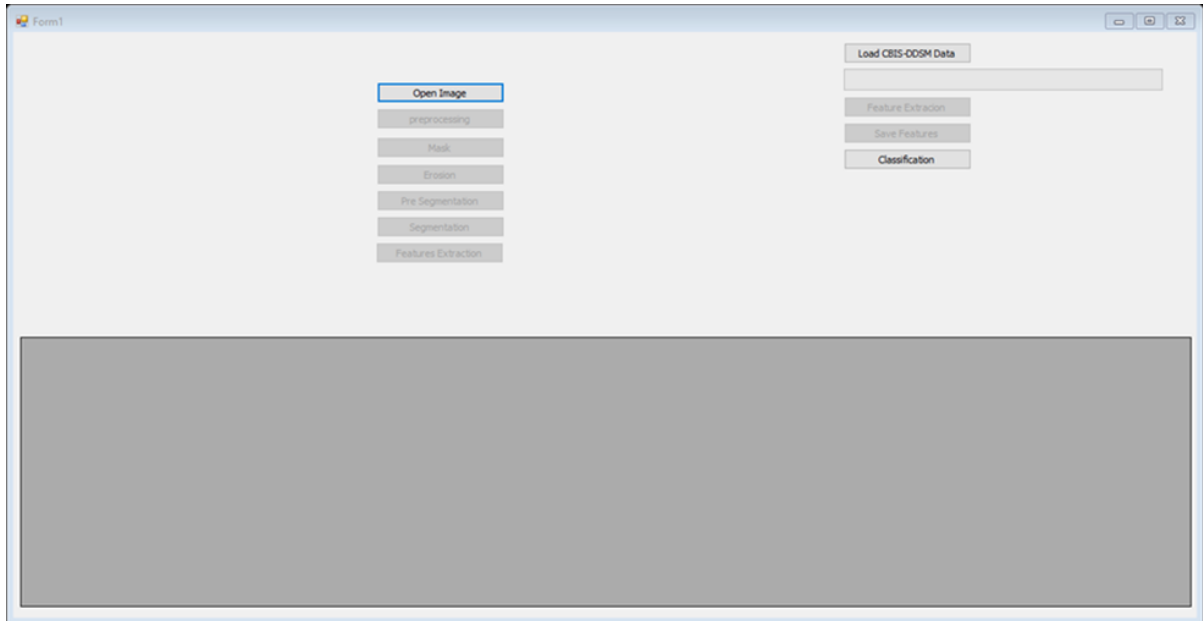 Form1
Load CBIS-DDSM Data
Open Image
preprocessing
Mask
Erosion
Pre Segmentation
Segmentation
Features Extraction
Feature Extracion
Save Features
Classification